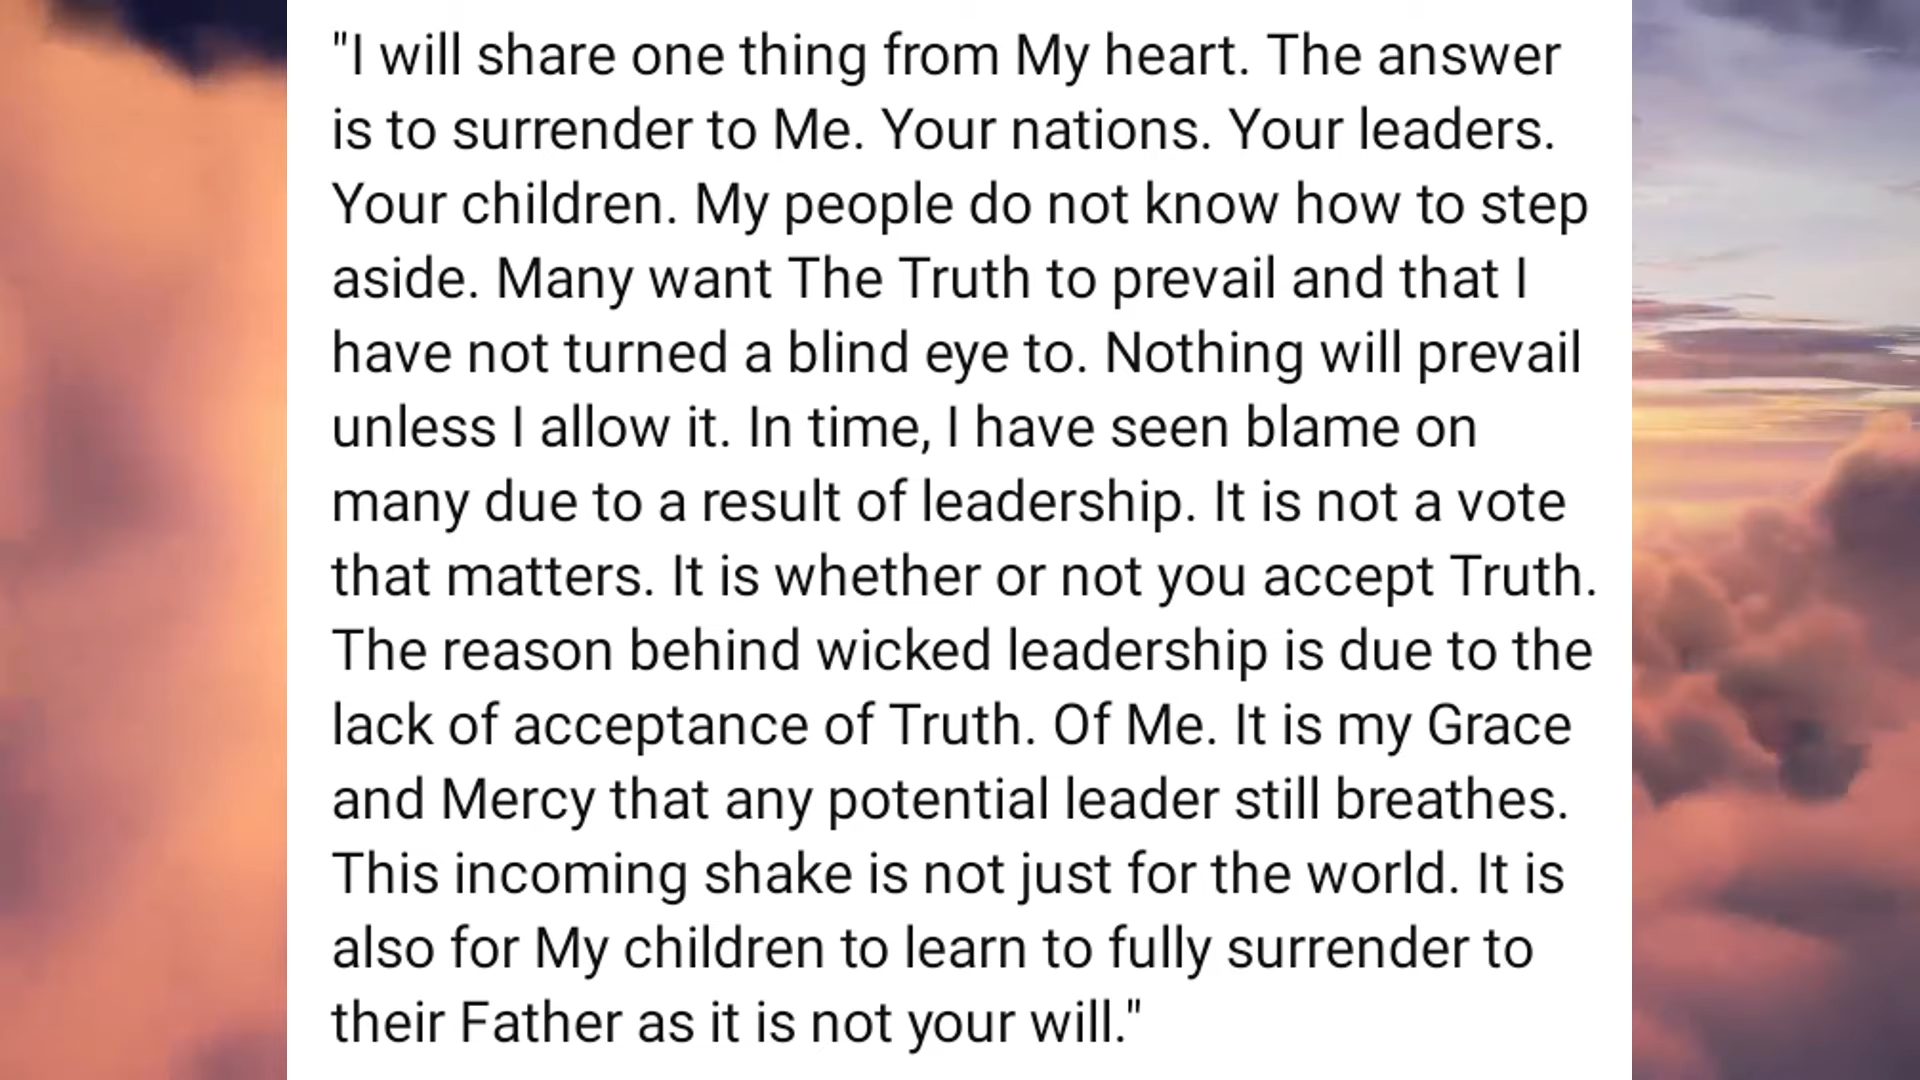 "I will share one thing from My heart. The answer
is to surrender to Me. Your nations. Your leaders.
Your children. My people do not know how to step
aside. Many want The Truth to prevail and that I
have not turned a blind eye to. Nothing will prevail
unless I allow it. In time, I have seen blame on
many due to a result of leadership. It is not a vote
that matters. It is whether or not you accept Truth.
The reason behind wicked leadership is due to the
lack of acceptance of Truth. Of Me. It is my Grace
and Mercy that any potential leader still breathes.
This incoming shake is not just for the world. It is
also for My children to learn to fully surrender to
their Father as it is not your will."